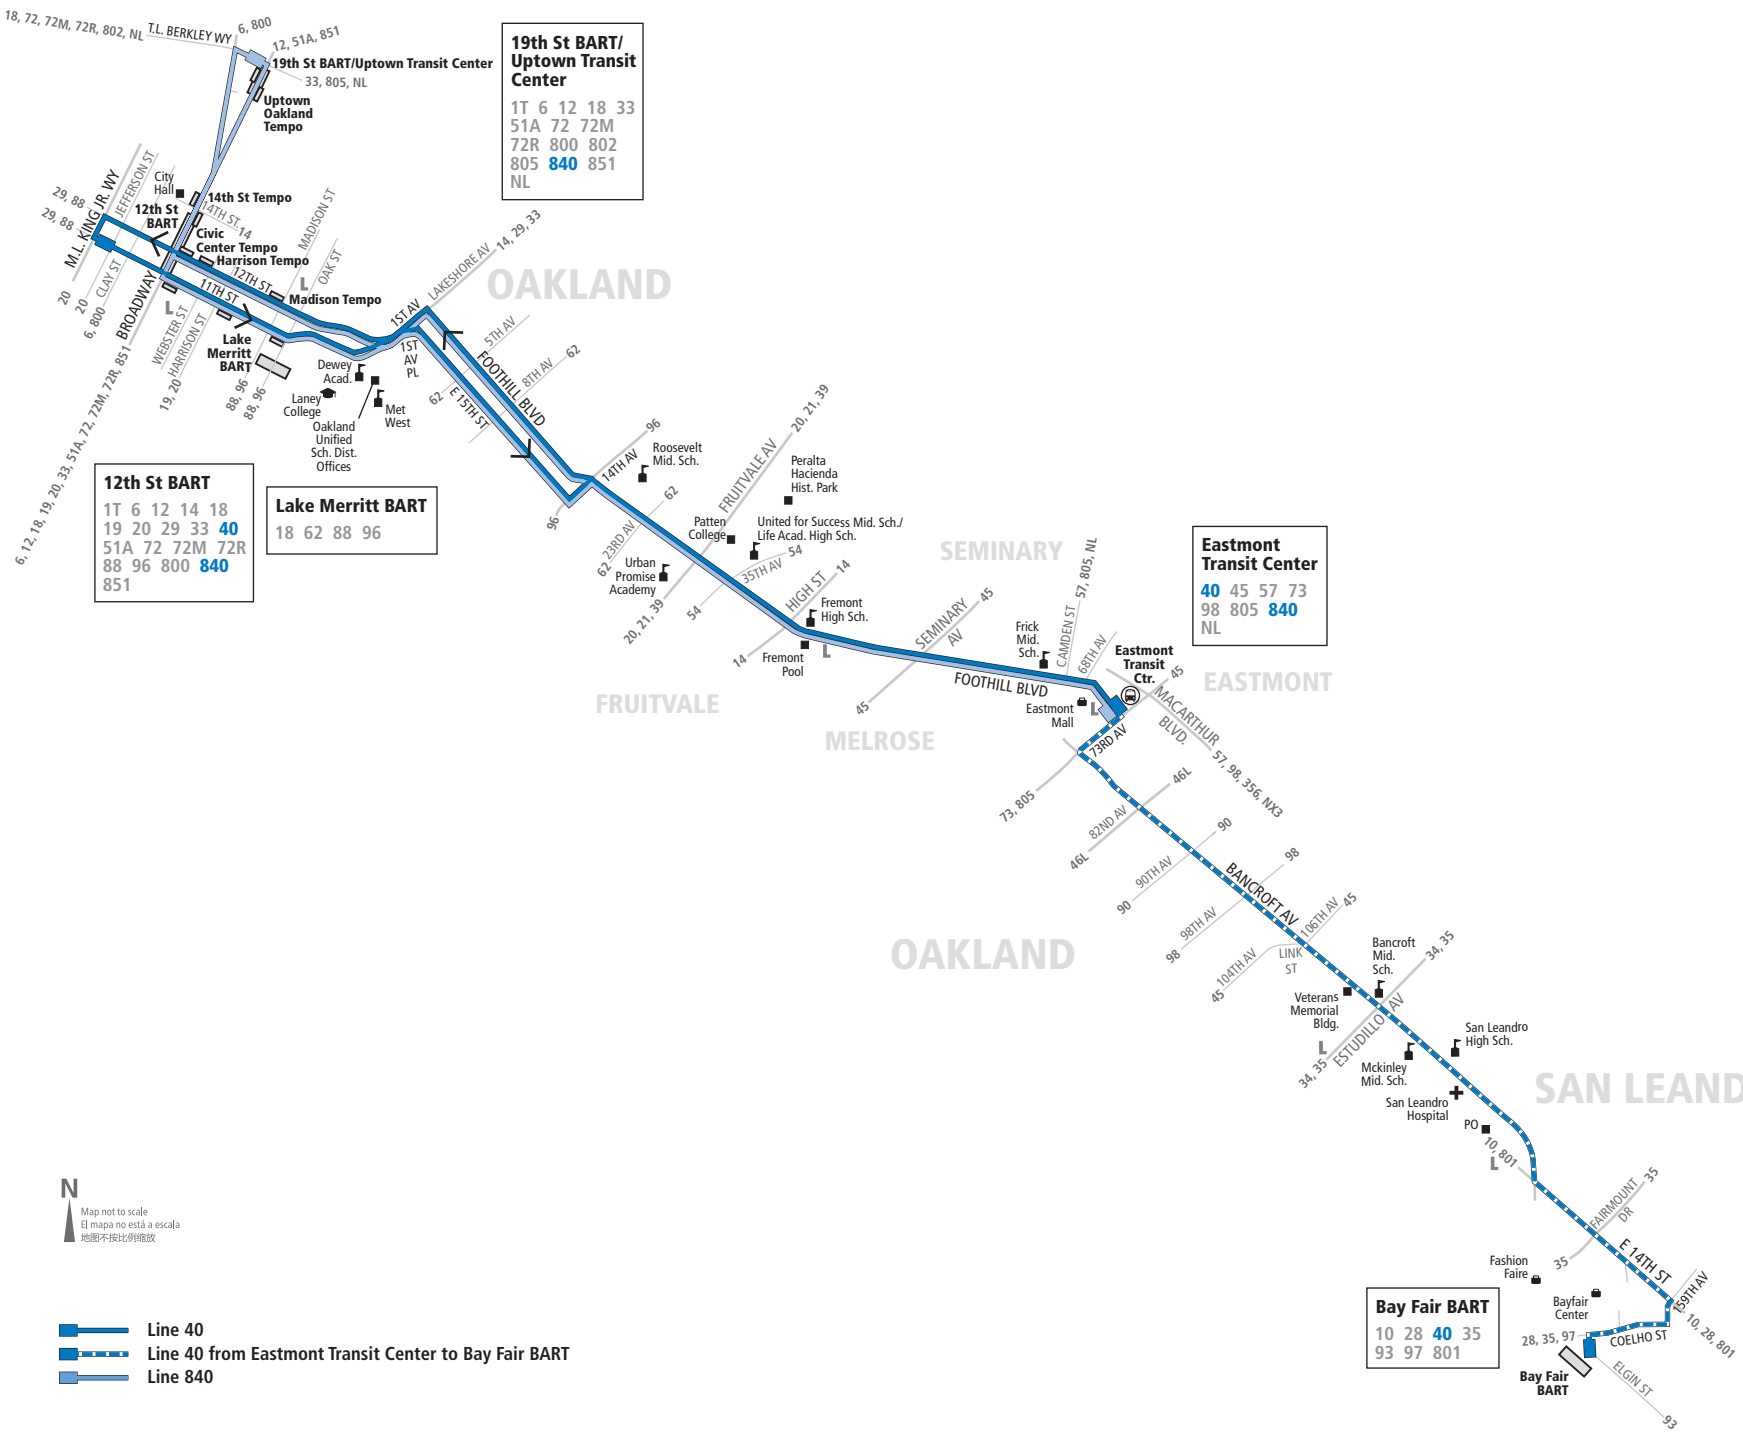 18, 72, 72M, 72R, 802, NL
T.L. BERKLEY WY
6, 800
12, 51A, 851
19th St BART/Uptown Transit Center
33, 805, NL
Uptown
Oakland
Tempo
19th St BART/
Uptown Transit
Center
1T 6 12 18 33
51A 72 72M
72R 800 802
805 840 851
NL
29, 88
29, 88
M.L. KING JR. WY
JEFFERSON ST
City
Hall
12th St
BART
14th St Tempo
14TH ST
14
Civic
Center Tempo
Harrison Tempo
MADISON ST
OAK ST
L
Madison Tempo
12TH ST
11TH ST
20
20
CLAY ST
6, 800
BROADWAY
L
WEBSTER ST
HARRISON ST
19, 20
6, 12, 18, 19, 20, 33, 51A, 72, 72M, 72R, 851
Lake
Merritt
BART
88, 96
88, 96
Dewey
Acad.
Laney
College
Oakland
Unified
Sch. Dist.
Offices
Met
West
1ST AV
1ST
AV
PL
LAKESHORE AV
14, 29, 33
OAKLAND
5TH AV
62
8TH AV
62
FOOTHILL BLVD
E 15TH ST
96
14TH AV
96
Roosevelt
Mid. Sch.
62
23RD AV
62
Urban
Promise
Academy
FRUITVALE AV
20, 21, 39
20, 21, 39
Peralta
Hacienda
Hist. Park
Patten
College
United for Success Mid. Sch./
Life Acad. High Sch.
54
35TH AV
54
HIGH ST
14
14
Fremont
High Sch.
Fremont
Pool
L
12th St BART
1T 6 12 14 18
19 20 29 33 40
51A 72 72M 72R
88 96 800 840
851
Lake Merritt BART
18 62 88 96
SEMINARY
SEMINARY
AV
45
45
FRUITVALE
MELROSE
FOOTHILL BLVD
Frick
Mid.
Sch.
CAMDEN ST
57, 805, NL
68TH AV
Eastmont
Transit
Ctr.
45
Eastmont
Mall
L
Eastmont
Transit Center
40 45 57 73
98 805 840
NL
EASTMONT
MACARTHUR
BLVD.
57, 98, 356, NX3
73RD AV
73, 805
46L
82ND AV
46L
90
90TH AV
90
98
98TH AV
98
BANCROFT AV
OAKLAND
106TH AV
45
LINK
ST
104TH AV
45
Bancroft
Mid.
Sch.
34, 35
Veterans
Memorial
Bldg.
L
ESTUDILLO AV
34, 35
Mckinley
Mid. Sch.
San Leandro
High Sch.
San Leandro
Hospital
SAN LEAND
PO
10, 801
L
FAIRMOUNT
DR
35
35
E 14TH ST
Fashion
Faire
Bayfair
Center
159TH AV
10, 28, 801
28, 35, 97
COELHO ST
ELGIN ST
93
Bay Fair
BART
Bay Fair BART
10 28 40 35
93 97 801
N
Map not to scale
El mapa no está a escala
地图不按比例缩放
Line 40
Line 40 from Eastmont Transit Center to Bay Fair BART
Line 840